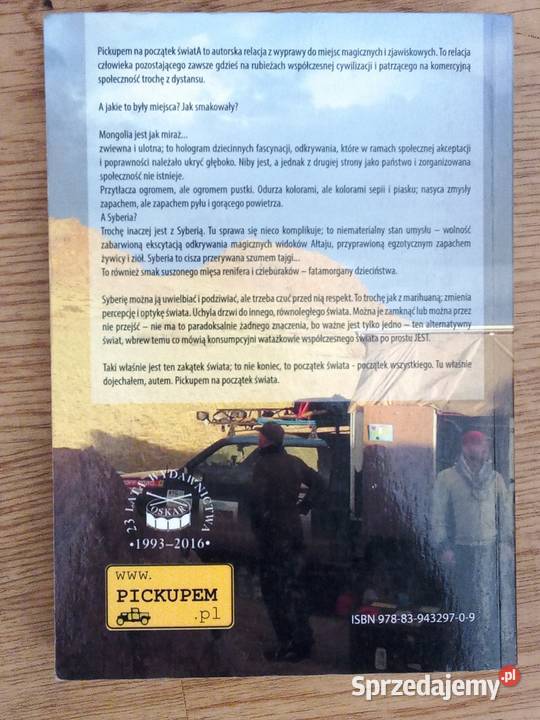 Pickupem na początek światA to autorska relacja z wyprawy do miejsc magicznych i zjawiskowych. To relacja
człowieka pozostającego zawsze gdzieś na rubieżach współczesnej cywilizacji i patrzącego na komercyjną
społeczność trochę z dystansu.
A jakie to były miejsca? Jak smakowały?
Mongolia jest jak miraż...
zwiewna i ulotna; to hologram dziecinnych fascynacji, odkrywania, które w ramach społecznej akceptacji
i poprawności należało ukryć głęboko. Niby jest, a jednak z drugiej strony jako państwo i zorganizowana
społeczność nie istnieje.
Przytłacza ogromem, ale ogromem pustki. Odurza kolorami, ale kolorami sepii i piasku; nasyca zmysły
zapachem, ale zapachem pyłu i gorącego powietrza.
A Syberia?
Trochę inaczej jest z Syberią. Tu sprawa się nieco komplikuje; to niematerialny stan umysłu – wolność
zabarwioną ekscytacją odkrywania magicznych widoków Ałtaju, przyprawioną egzotycznym zapachem
żywicy i ziół. Syberia to cisza przerywana szumem tajgi...
To również smak suszonego mięsa renifera i czieburaków – fatamorgany dzieciństwa.
Syberię można ją uwielbiać i podziwiać, ale trzeba czuć przed nią respekt. To trochę jak z marihuaną; zmienia
percepcję i optykę świata. Uchyla drzwi do innego, równoległego świata. Można je zamknąć lub można przez
nie przejść – nie ma to paradoksalnie żadnego znaczenia, bo ważne jest tylko jedno – ten alternatywny
świat, wbrew temu co mówią konsumpcyjni watażkowie współczesnego świata po prostu JEST.
Taki właśnie jest ten zakątek świata; to nie koniec, to początek świata - początek wszystkiego. Tu właśnie
dojechałem, autem. Pickupem na początek świata.
23 LATA WYDAWNICTWA
OSKAR
•1993–2016•
www.
PICKUPEM
.pl
ISBN 978-83-943297-0-9
Sprzedajemy.pl